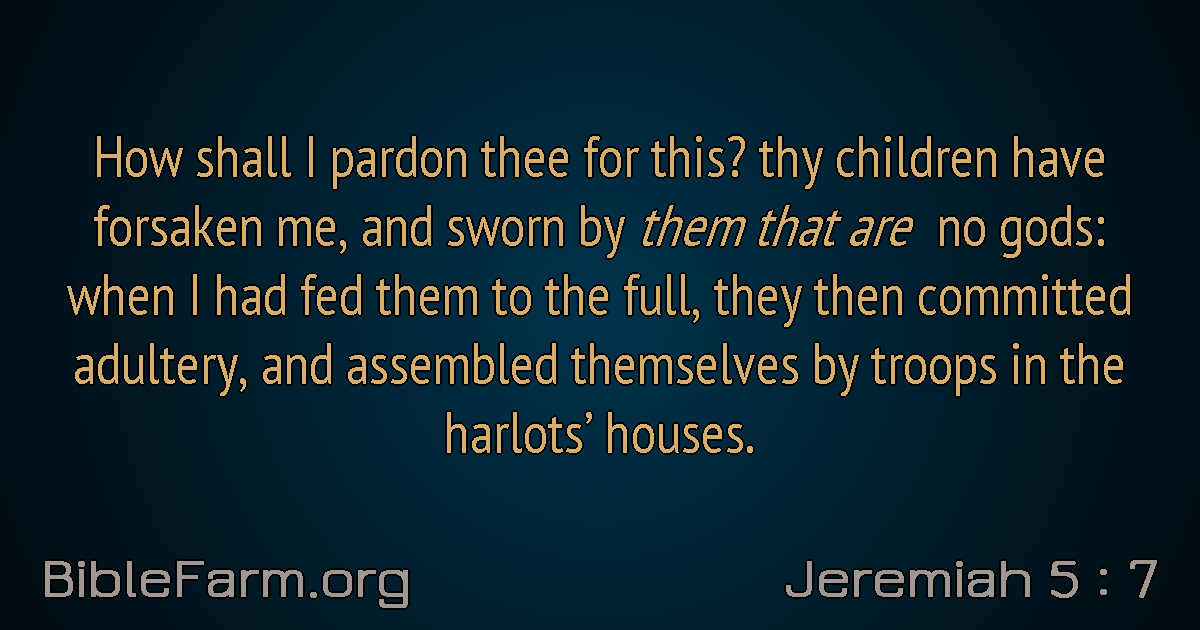 How shall I pardon thee for this? thy children have
forsaken me, and sworn by them that are no gods:
when I had fed them to the full, they then committed
adultery, and assembled themselves by troops in the
harlots’ houses.
BibleFarm.org
Jeremiah 5 : 7